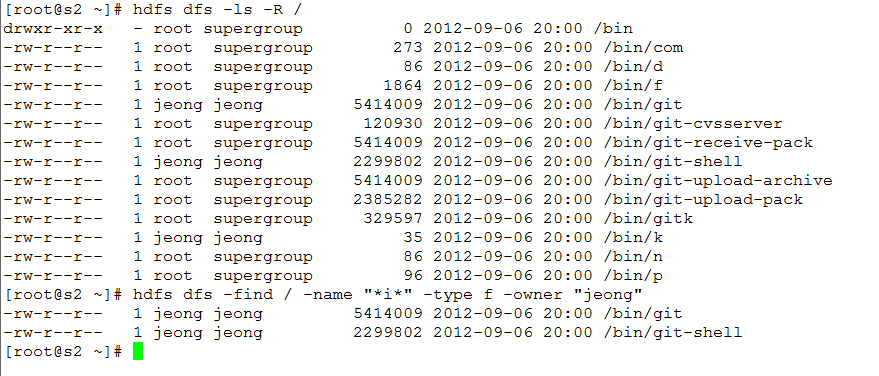 [root@s2 ~]# hdfs dfs -ls -R /
drwxr-xr-x   - root supergroup          0 2012-09-06 20:00 /bin
-rw-r--r--   1 root  supergroup        273 2012-09-06 20:00 /bin/com
-rw-r--r--   1 root  supergroup         86 2012-09-06 20:00 /bin/d
-rw-r--r--   1 root  supergroup       1864 2012-09-06 20:00 /bin/f
-rw-r--r--   1 jeong jeong         5414009 2012-09-06 20:00 /bin/git
-rw-r--r--   1 root  supergroup     120930 2012-09-06 20:00 /bin/git-cvsserver
-rw-r--r--   1 root  supergroup    5414009 2012-09-06 20:00 /bin/git-receive-pack
-rw-r--r--   1 jeong jeong         2299802 2012-09-06 20:00 /bin/git-shell
-rw-r--r--   1 root  supergroup    5414009 2012-09-06 20:00 /bin/git-upload-archive
-rw-r--r--   1 root  supergroup    2385282 2012-09-06 20:00 /bin/git-upload-pack
-rw-r--r--   1 root  supergroup     329597 2012-09-06 20:00 /bin/gitk
-rw-r--r--   1 jeong jeong              35 2012-09-06 20:00 /bin/k
-rw-r--r--   1 root  supergroup         86 2012-09-06 20:00 /bin/n
-rw-r--r--   1 root  supergroup         96 2012-09-06 20:00 /bin/p
[root@s2 ~]# hdfs dfs -find / -name "*i*" -type f -owner "jeong"
-rw-r--r--   1 jeong jeong         5414009 2012-09-06 20:00 /bin/git
-rw-r--r--   1 jeong jeong         2299802 2012-09-06 20:00 /bin/git-shell
[root@s2 ~]#